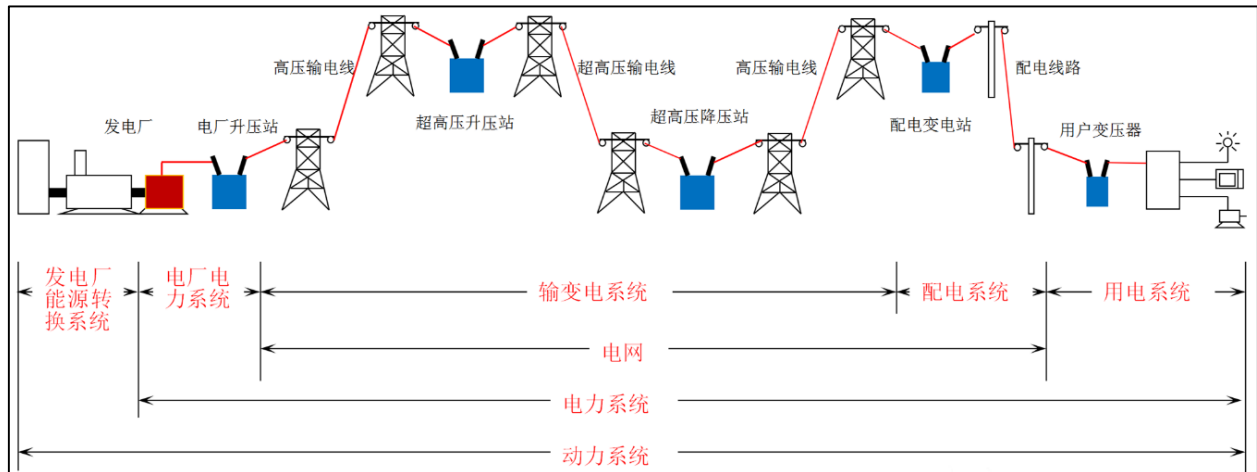 高压输电线
超高压输电线
高压输电线
配电线路
发电厂
电厂升压站
超高压升压站
超高压降压站
配电变电站
用户变压器
发电厂
能源转
换系统
电厂电
力系统
输变电系统
配电系统
用电系统
电网
电力系统
动力系统